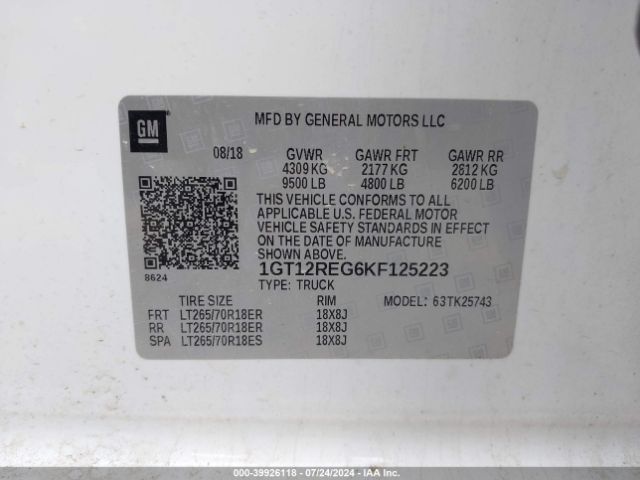 GM
MFD BY GENERAL MOTORS LLC
08/18 GVWR GAWR FRT GAWR RR
4309 KG 2177 KG 2812 KG
9500 LB 4800 LB 6200 LB
THIS VEHICLE CONFORMS TO ALL
APPLICABLE U.S. FEDERAL MOTOR
VEHICLE SAFETY STANDARDS IN EFFECT
ON THE DATE OF MANUFACTURE
SHOWN ABOVE.
8624
1GT12REG6KF125223
TYPE: TRUCK
TIRE SIZE RIM MODEL: 63TK25743
FRT LT265/70R18ER 18X8J
RR LT265/70R18ER 18X8J
SPA LT265/70R18ES 18X8J
000-39926118 - 07/24/2024 - IAAI.COM